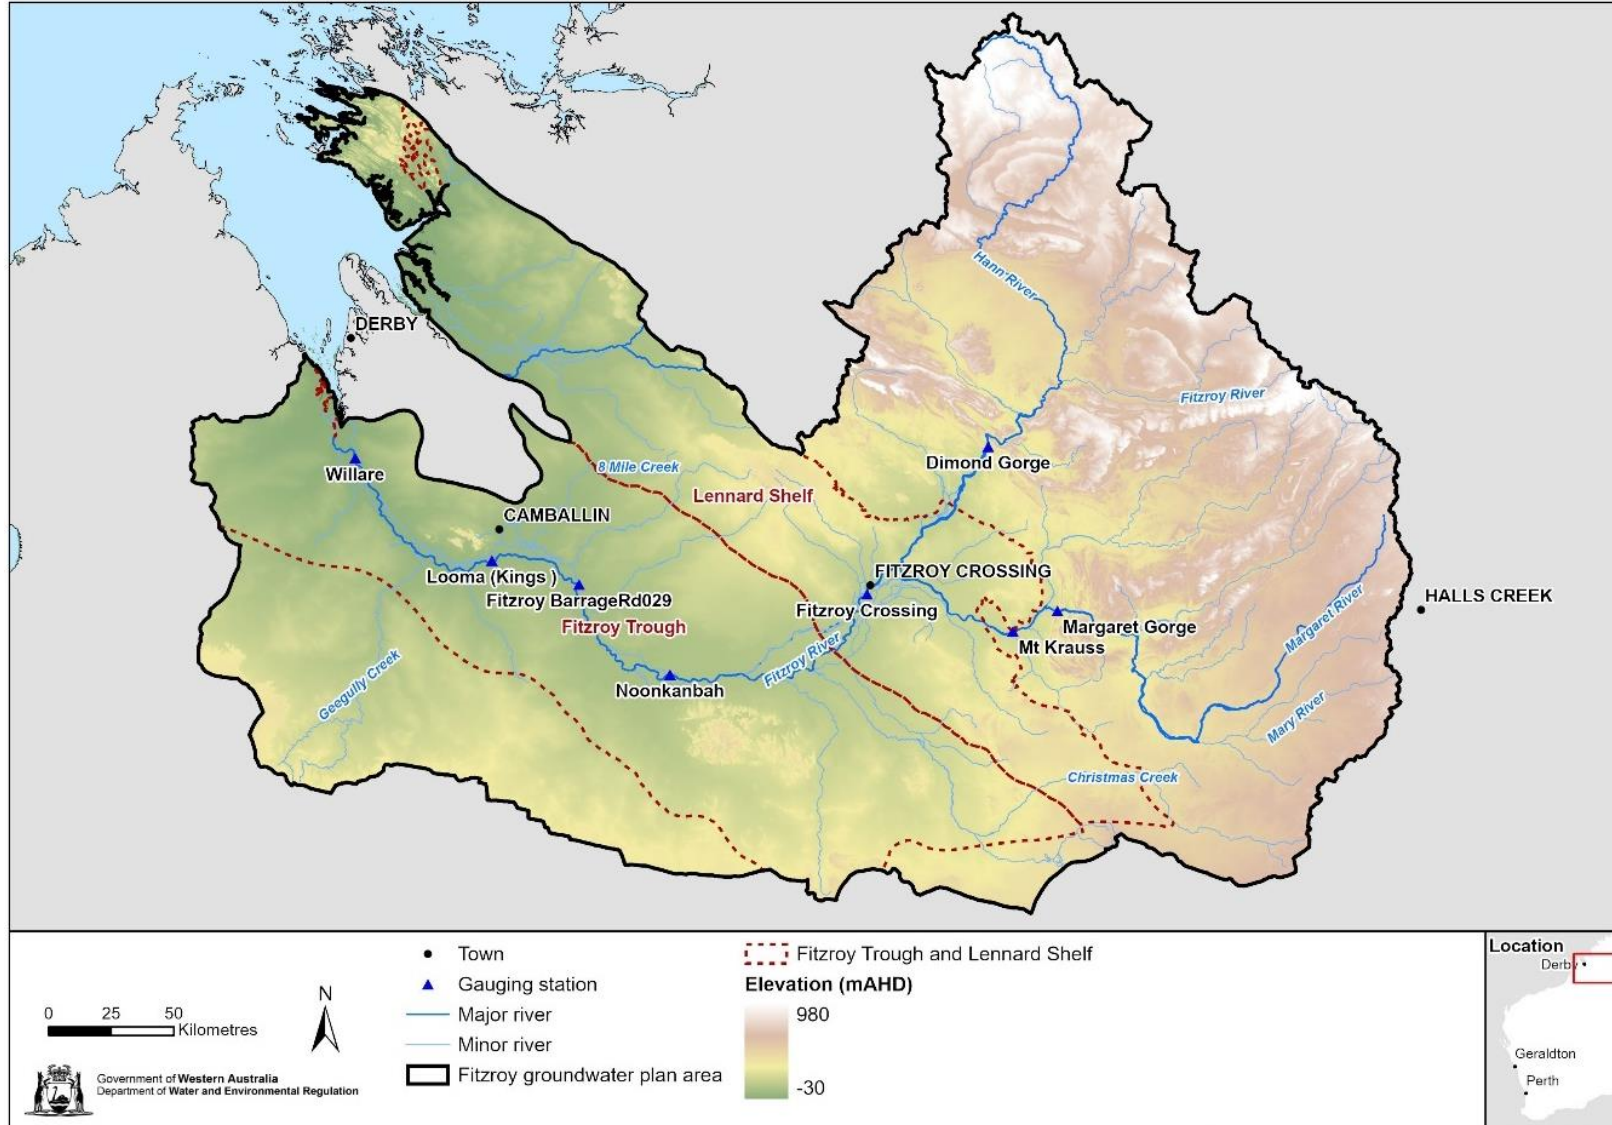 Hann River
DERBY
Fitzroy River
Willare
8 Mile Creek
Dimond Gorge
Lennard Shelf
CAMBALLIN
Looma (Kings )
Fitzroy BarrageRd029
Fitzroy Trough
FITZROY CROSSING
Fitzroy Crossing
HALLS CREEK
Margaret Gorge
Mt Krauss
Margaret River
Fitzroy River
Noonkanbah
Geegully Creek
Mary River
Christmas Creek
0 25 50
Kilometres
N
Government of Western Australia
Department of Water and Environmental Regulation
Town
Gauging station
Major river
Minor river
Fitzroy groundwater plan area
Fitzroy Trough and Lennard Shelf
Elevation (mAHD)
980
-30
Location
Derby
Geraldton
Perth